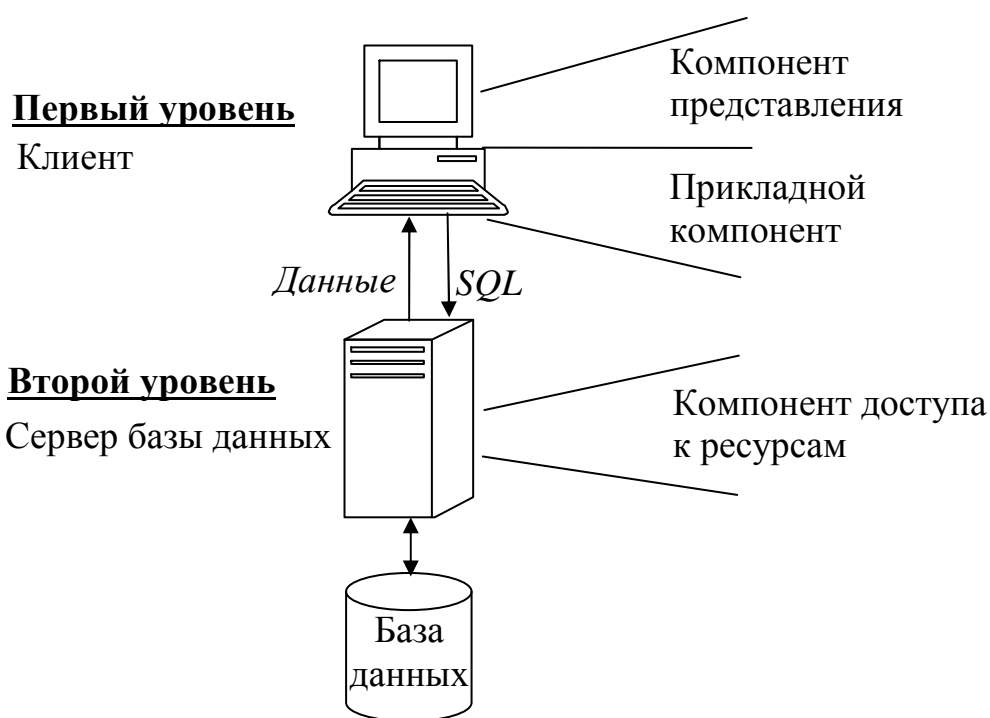 Компонент
представления
Первый уровень
Клиент
Прикладной
компонент
Данные
SQL
Второй уровень
Сервер базы данных
Компонент доступа
к ресурсам
База
данных